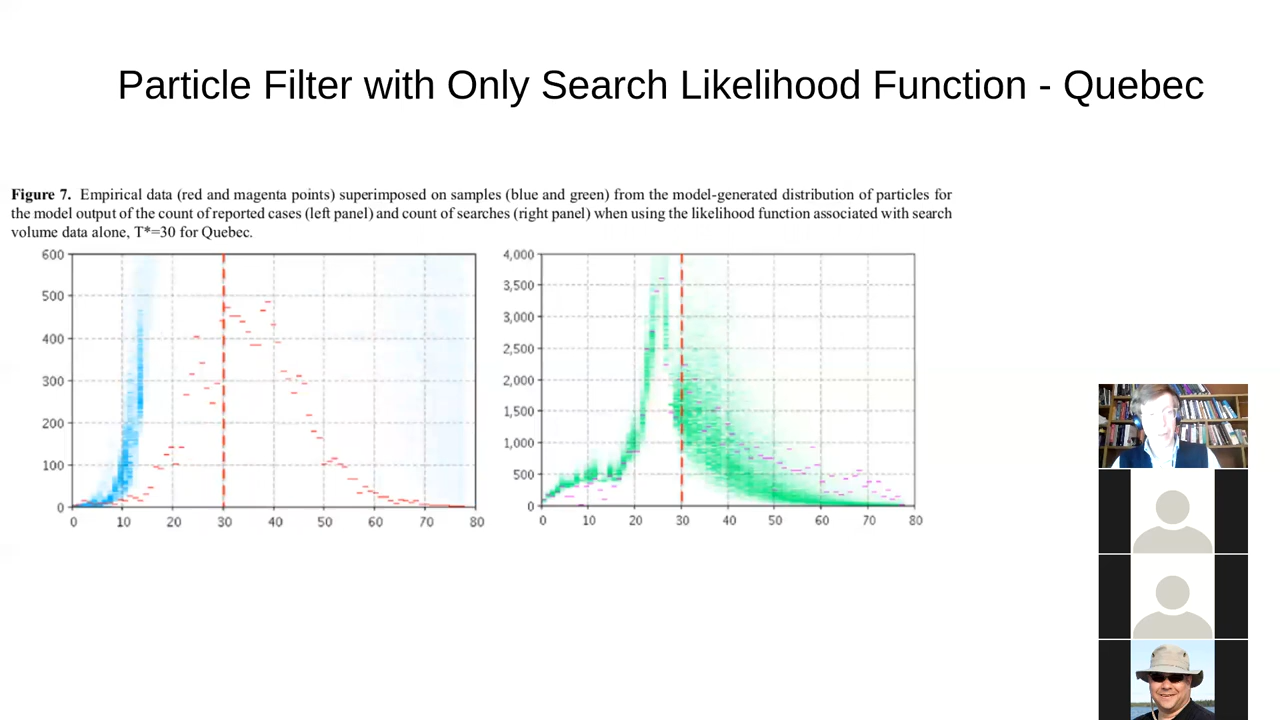 Particle Filter with Only Search Likelihood Function - Quebec
Figure 7. Empirical data (red and magenta points) superimposed on samples (blue and green) from the model-generated distribution of particles for
the model output of the count of reported cases (left panel) and count of searches (right panel) when using the likelihood function associated with search
volume data alone, T*=30 for Quebec.
600
500
400
300
200
100
0
0 10 20 30 40 50 60 70 80
4,000
3,500
3,000
2,500
2,000
1,500
1,000
500
0
0 10 20 30 40 50 60 70 80